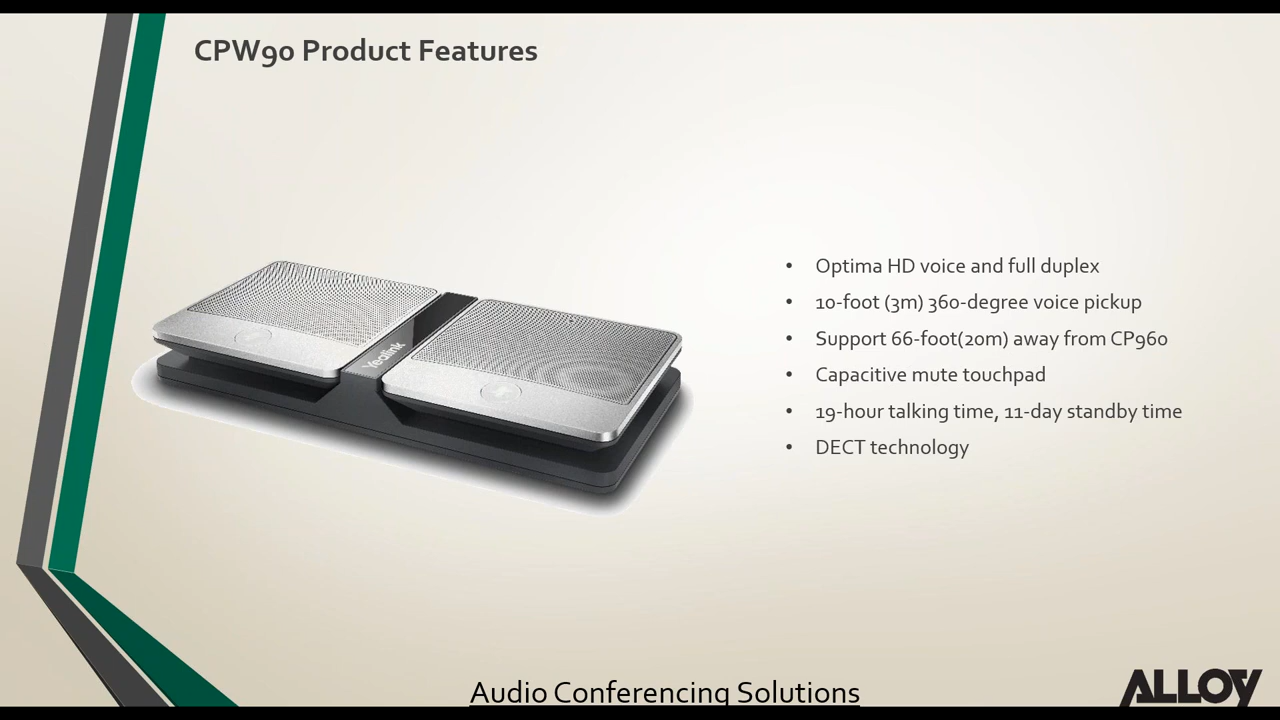 CPW90 Product Features
Yealink
• Optima HD voice and full duplex
• 10-foot (3m) 360-degree voice pickup
• Support 66-foot(20m) away from CP960
• Capacitive mute touchpad
• 19-hour talking time, 11-day standby time
• DECT technology
Audio Conferencing Solutions
ALLOY